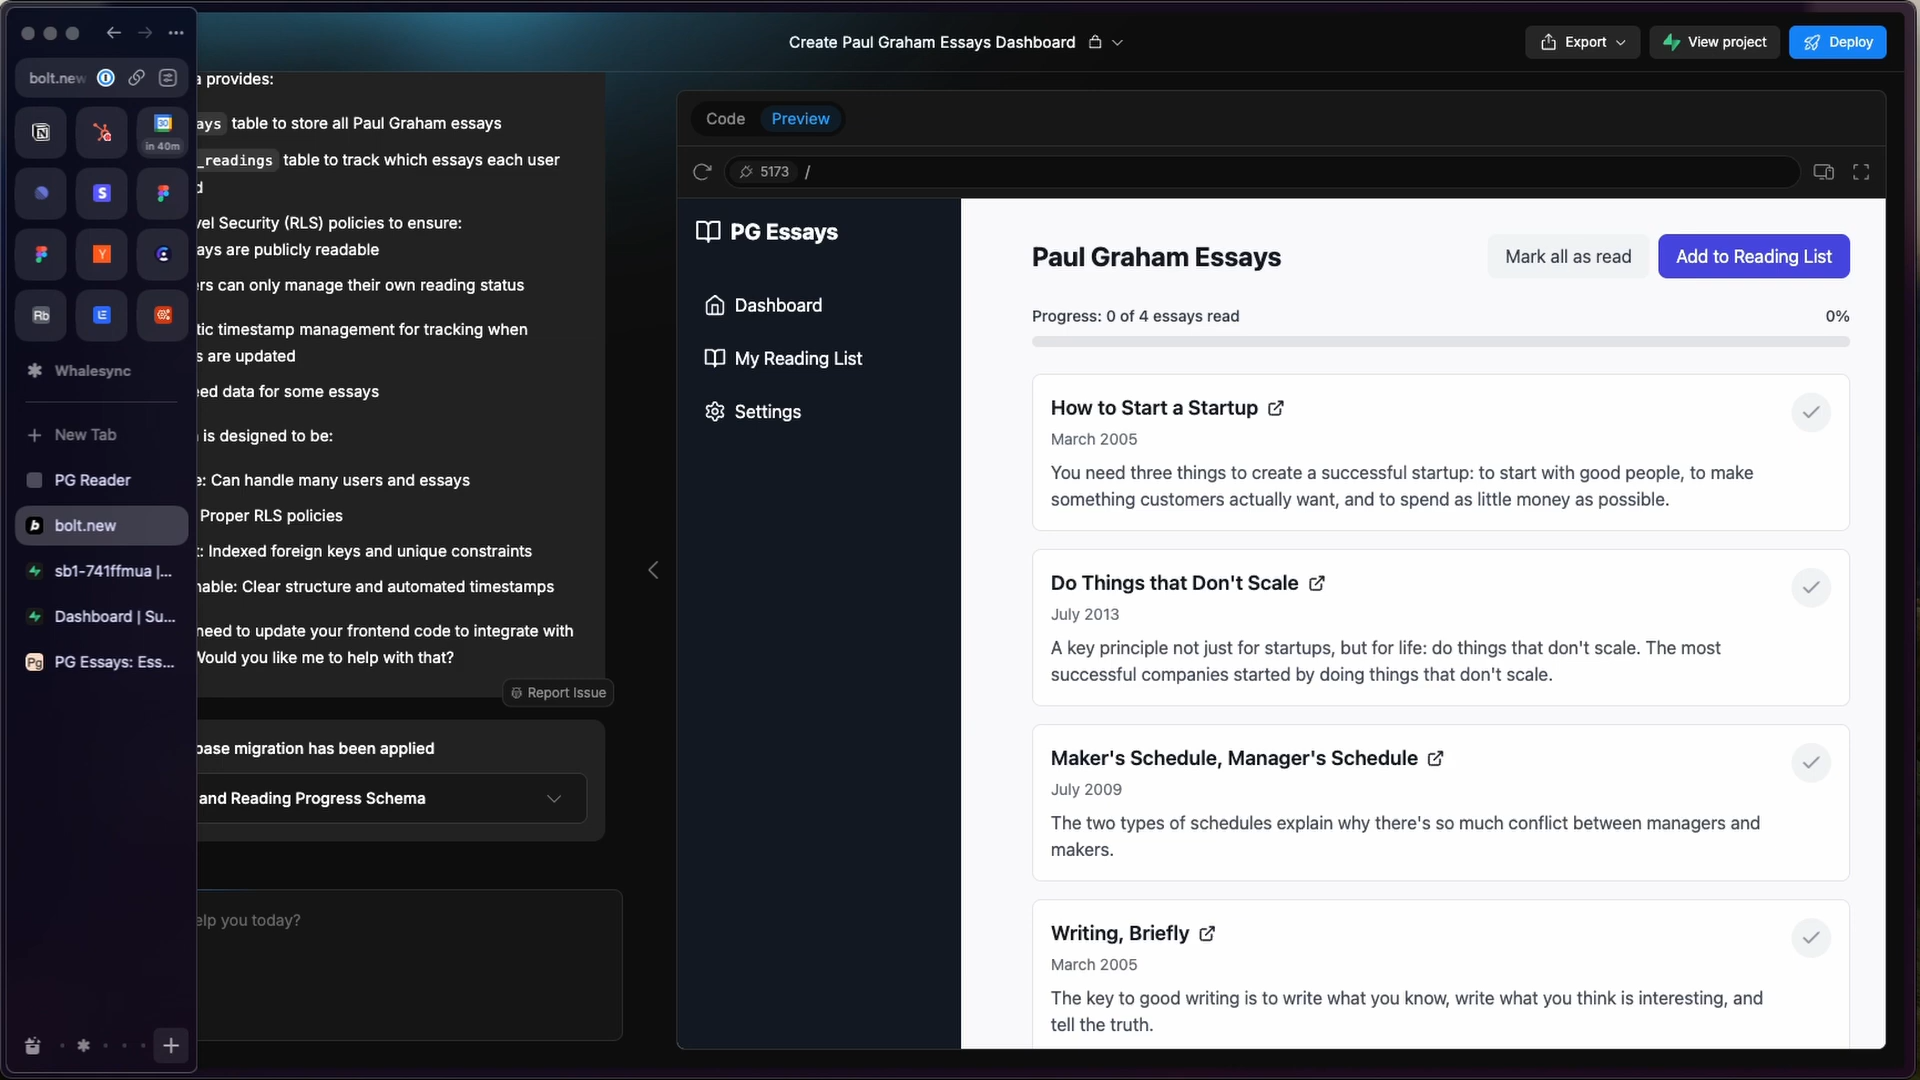 bolt.new
in 40m
Rb
Whalesync
New Tab
PG Reader
bolt.new
sb1-741ffmua |...
Dashboard | Su...
Pg PG Essays: Ess...
Create Paul Graham Essays Dashboard
Export
View project
Deploy
a provides:
ays table to store all Paul Graham essays
_readings table to track which essays each user
d
vel Security (RLS) policies to ensure:
ays are publicly readable
ers can only manage their own reading status
tic timestamp management for tracking when
s are updated
eed data for some essays
is designed to be:
e: Can handle many users and essays
Proper RLS policies
t: Indexed foreign keys and unique constraints
nable: Clear structure and automated timestamps
need to update your frontend code to integrate with
Would you like me to help with that?
Report Issue
base migration has been applied
and Reading Progress Schema
elp you today?
Code
Preview
5173 /
PG Essays
Dashboard
My Reading List
Settings
Paul Graham Essays
Mark all as read
Add to Reading List
Progress: 0 of 4 essays read
0%
How to Start a Startup
March 2005
You need three things to create a successful startup: to start with good people, to make
something customers actually want, and to spend as little money as possible.
Do Things that Don't Scale
July 2013
A key principle not just for startups, but for life: do things that don't scale. The most
successful companies started by doing things that don't scale.
Maker's Schedule, Manager's Schedule
July 2009
The two types of schedules explain why there's so much conflict between managers and
makers.
Writing, Briefly
March 2005
The key to good writing is to write what you know, write what you think is interesting, and
tell the truth.